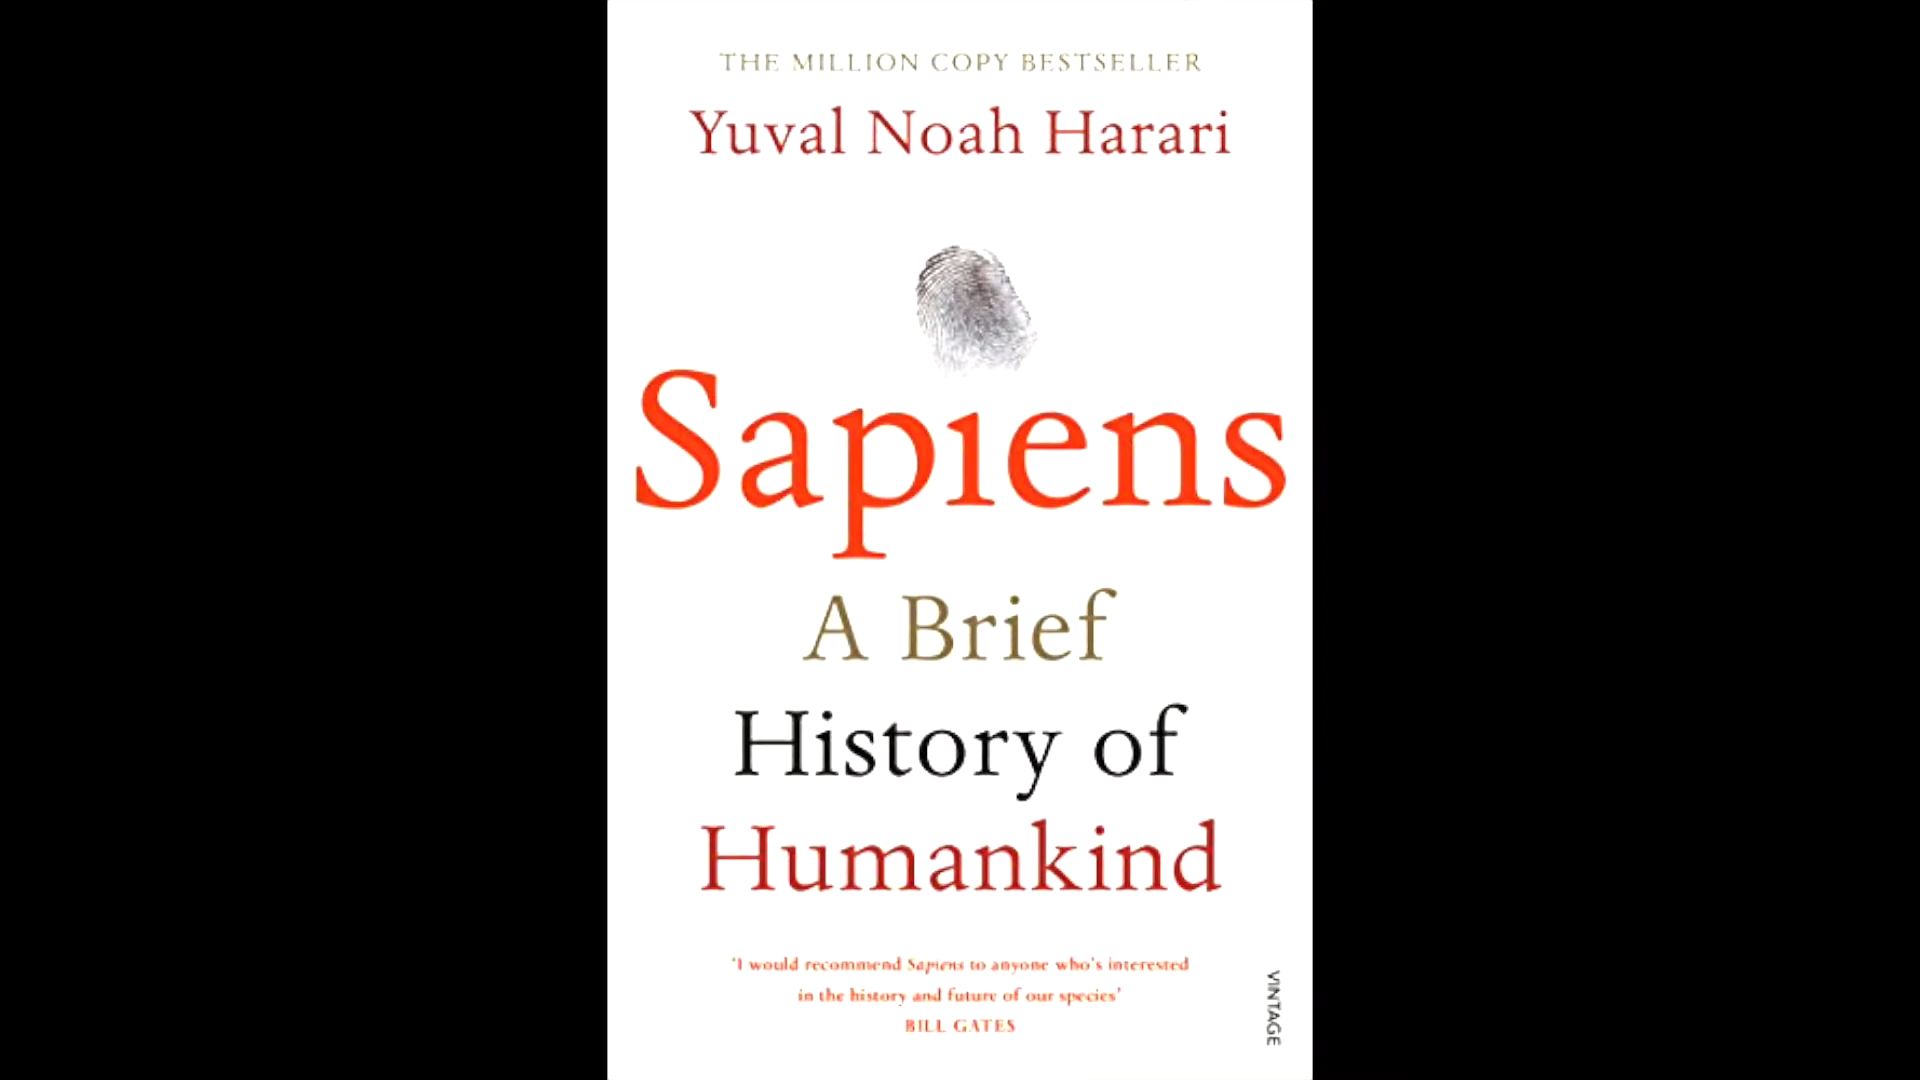 THE MILLION COPY BESTSELLER
Yuval Noah Harari
Sapiens
A Brief
History of
Humankind
'I would recommend Sapiens to anyone who's interested
in the history and future of our species'
BILL GATES
VINTAGE